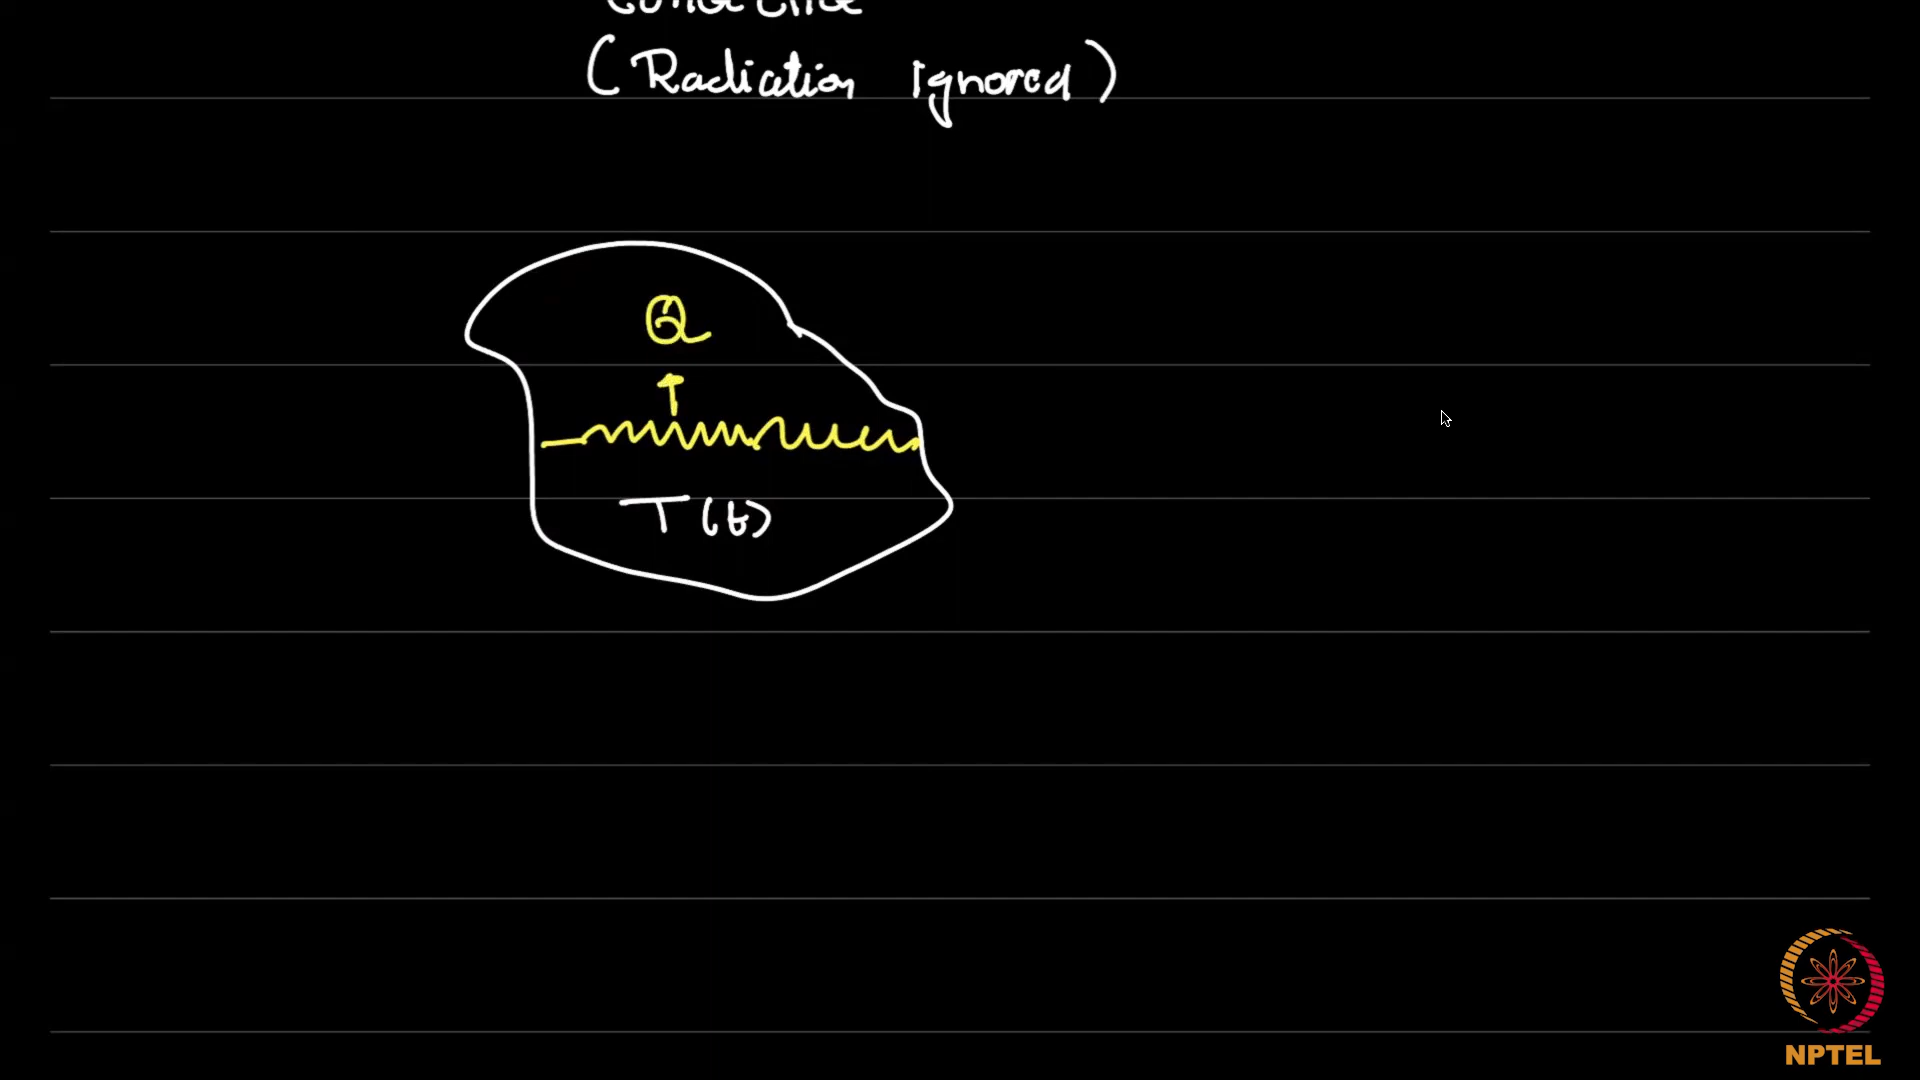 (Radiation ignored)
Q
T(t)
NPTEL